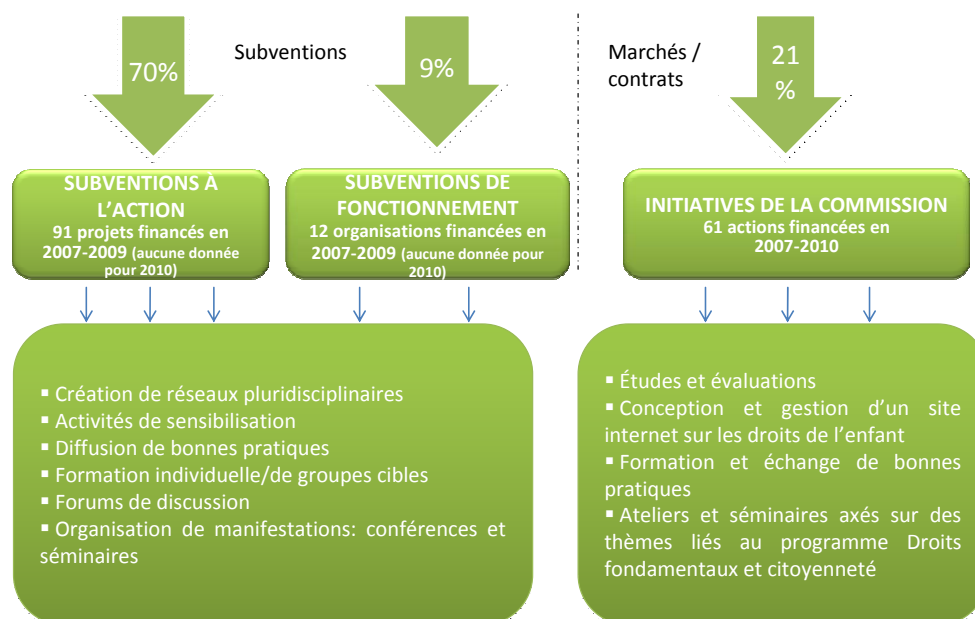 70%
Subventions
9%
Marchés /
contrats
21
%
SUBVENTIONS À
L’ACTION
91 projets financés en
2007-2009 (aucune donnée
pour 2010)
SUBVENTIONS DE
FONCTIONNEMENT
12 organisations financées en
2007-2009 (aucune donnée pour
2010)
INITIATIVES DE LA COMMISSION
61 actions financées en
2007-2010
▪ Création de réseaux pluridisciplinaires
▪ Activités de sensibilisation
▪ Diffusion de bonnes pratiques
▪ Formation individuelle/de groupes cibles
▪ Forums de discussion
▪ Organisation de manifestations: conférences et
séminaires
▪ Études et évaluations
▪ Conception et gestion d’un site
internet sur les droits de l’enfant
▪ Formation et échange de bonnes
pratiques
▪ Ateliers et séminaires axés sur des
thèmes liés au programme Droits
fondamentaux et citoyenneté